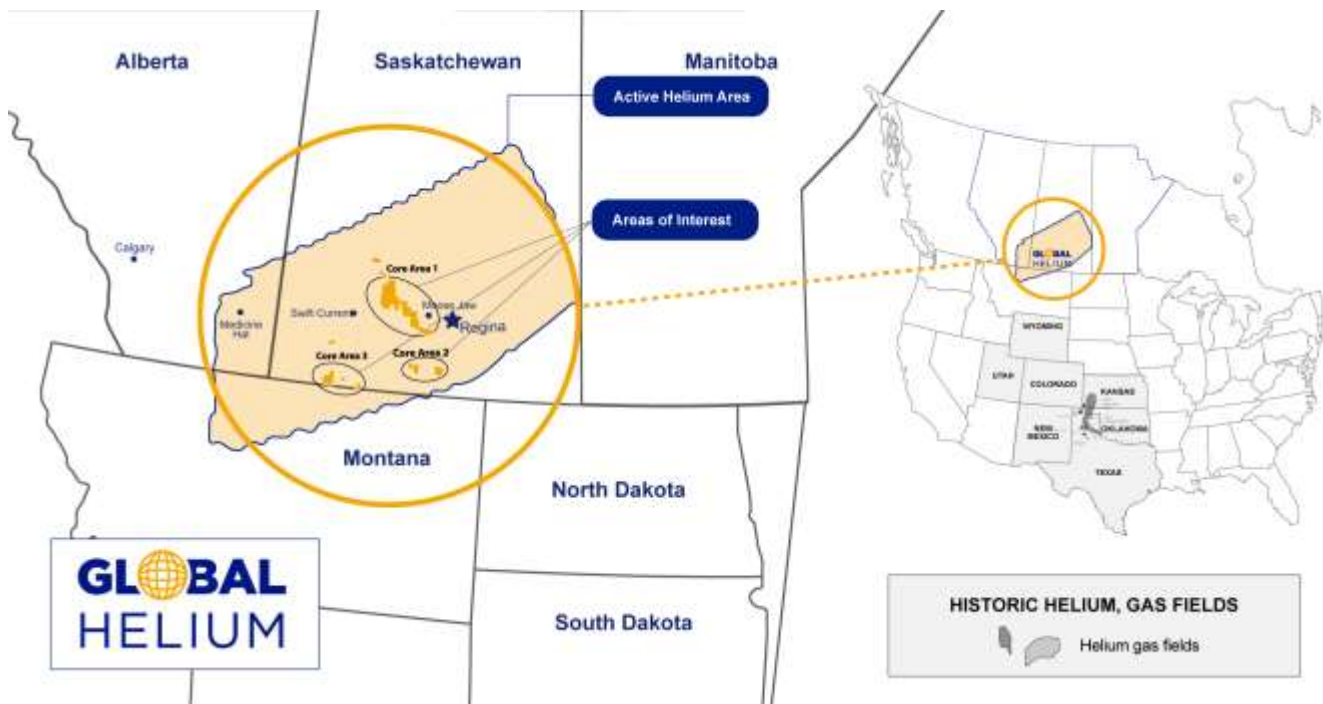 Alberta
Saskatchewan
Manitoba
Active Helium Area
Areas of Interest
Calgary
Core Area 1
Medicine
Hat
Swift Current
Moose Jaw
Regina
Core Area 3
Core Area 2
Montana
North Dakota
South Dakota
GLOBAL
HELIUM
GLOBAL
HELIUM
WYOMING
UTAH
COLORADO
KANSAS
NEW
MEXICO
OKLAHOMA
TEXAS
HISTORIC HELIUM, GAS FIELDS
Helium gas fields